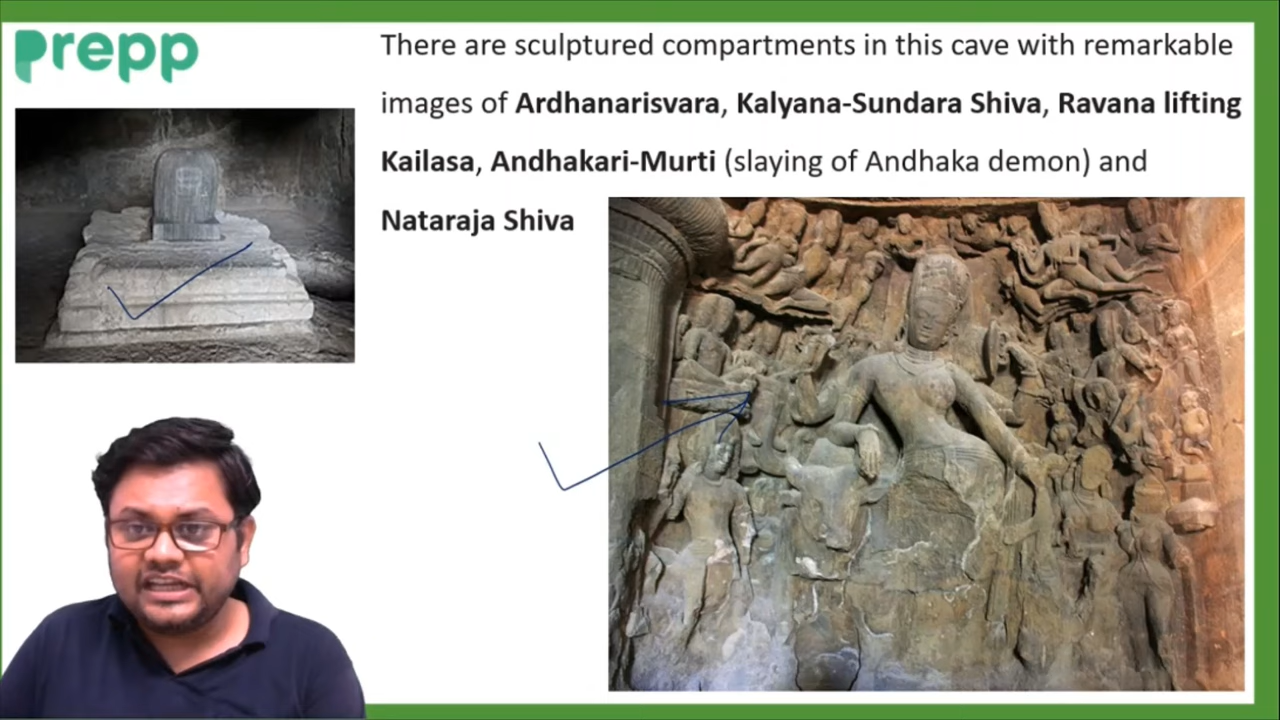 prepp
There are sculptured compartments in this cave with remarkable
images of Ardhanarisvara, Kalyana-Sundara Shiva, Ravana lifting
Kailasa, Andhakari-Murti (slaying of Andhaka demon) and
Nataraja Shiva